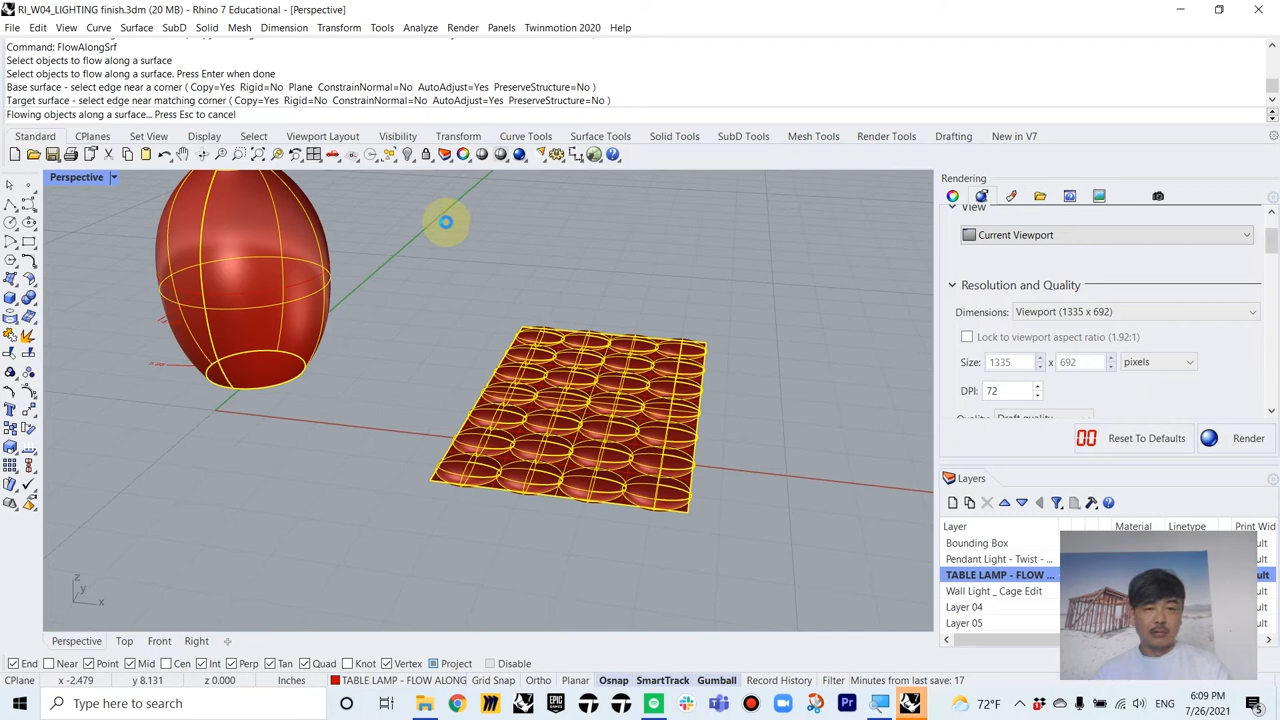 RI_W04_LIGHTING finish.3dm (20 MB) - Rhino 7 Educational - [Perspective]
File Edit View Curve Surface SubD Solid Mesh Dimension Transform Tools Analyze Render Panels Twinmotion 2020 Help
Command: FlowAlongSrf
Select objects to flow along a surface
Select objects to flow along a surface. Press Enter when done
Base surface - select edge near a corner ( Copy=Yes Rigid=No Plane ConstrainNormal=No AutoAdjust=Yes PreserveStructure=No )
Target surface - select edge near matching corner ( Copy=Yes Rigid=No ConstrainNormal=No AutoAdjust=Yes PreserveStructure=No )
Flowing objects along a surface... Press Esc to cancel
Standard CPlanes Set View Display Select Viewport Layout Visibility Transform Curve Tools Surface Tools Solid Tools SubD Tools Mesh Tools Render Tools Drafting New in V7
Perspective
Rendering
View
Current Viewport
Resolution and Quality
Dimensions: Viewport (1335 x 692)
Lock to viewport aspect ratio (1.92:1)
Size: 1335 x 692 pixels
DPI: 72
Quality: Draft quality
Reset To Defaults Render
Layers
Layer Material Linetype Print Wid
Bounding Box ult
Pendant Light - Twist - ... ult
TABLE LAMP - FLOW ... ult
Wall Light _ Cage Edit ult
Layer 04 ult
Layer 05 ult
z
y
x
Perspective Top Front Right
End Near Point Mid Cen Int Perp Tan Quad Knot Vertex Project Disable
CPlane x -2.479 y 8.131 z 0.000 Inches TABLE LAMP - FLOW ALONG Grid Snap Ortho Planar Osnap SmartTrack Gumball Record History Filter Minutes from last save: 17
Type here to search
72°F
6:09 PM
7/26/2021
5